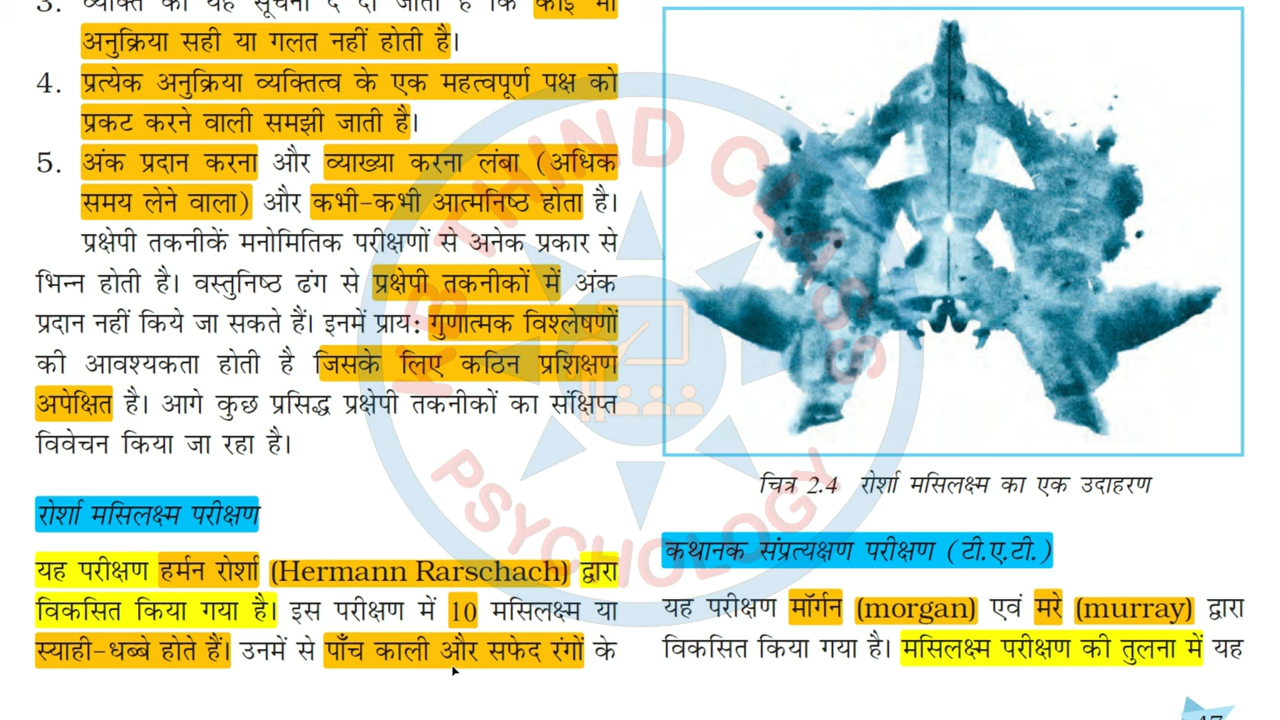 3. व्यक्ति को यह सूचना दे दी जाती है कि कोई भी
अनुक्रिया सही या गलत नहीं होती है।
4. प्रत्येक अनुक्रिया व्यक्तित्व के एक महत्वपूर्ण पक्ष को
प्रकट करने वाली समझी जाती है।
5. अंक प्रदान करना और व्याख्या करना लंबा (अधिक
समय लेने वाला) और कभी-कभी आत्मनिष्ठ होता है।
प्रक्षेपी तकनीकें मनोमितिक परीक्षणों से अनेक प्रकार से
भिन्न होती है। वस्तुनिष्ठ ढंग से प्रक्षेपी तकनीकों में अंक
प्रदान नहीं किये जा सकते हैं। इनमें प्राय: गुणात्मक विश्लेषणों
की आवश्यकता होती है जिसके लिए कठिन प्रशिक्षण
अपेक्षित है। आगे कुछ प्रसिद्ध प्रक्षेपी तकनीकों का संक्षिप्त
विवेचन किया जा रहा है।
रोर्शा मसिलक्ष्म परीक्षण
यह परीक्षण हर्मन रोर्शा (Hermann Rarschach) द्वारा
विकसित किया गया है। इस परीक्षण में 10 मसिलक्ष्म या
स्याही-धब्बे होते हैं। उनमें से पाँच काली और सफेद रंगों के
चित्र 2.4 रोर्शा मसिलक्ष्म का एक उदाहरण
कथानक संप्रत्यक्षण परीक्षण (टी.ए.टी.)
यह परीक्षण मॉर्गन (morgan) एवं मरे (murray) द्वारा
विकसित किया गया है। मसिलक्ष्म परीक्षण की तुलना में यह
THIND CLASSES
PSYCHOLOGY